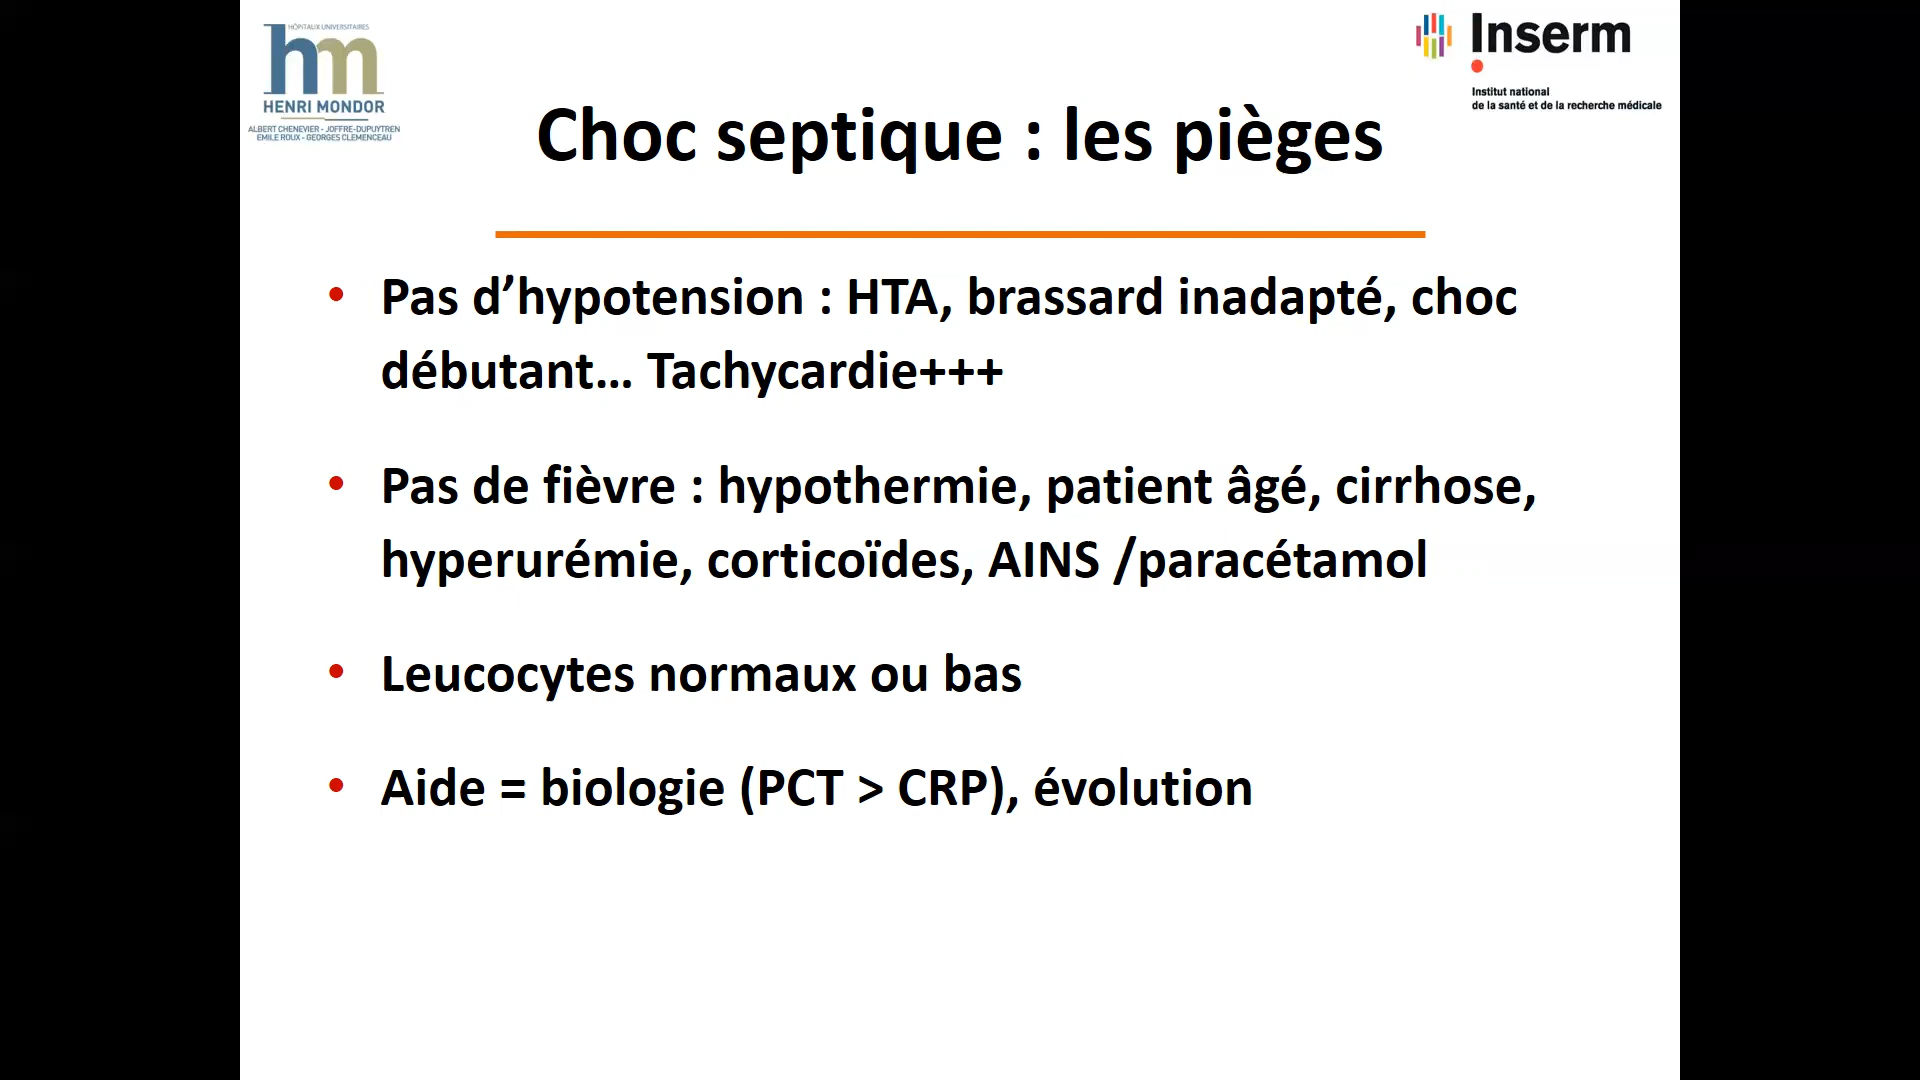 HÔPITAUX UNIVERSITAIRES
hm
HENRI MONDOR
ALBERT CHENEVIER - JOFFRE-DUPUYTREN
EMILE ROUX - GEORGES CLEMENCEAU
Inserm
Institut national
de la santé et de la recherche médicale
Choc septique : les pièges
• Pas d’hypotension : HTA, brassard inadapté, choc
débutant... Tachycardie+++
• Pas de fièvre : hypothermie, patient âgé, cirrhose,
hyperurémie, corticoïdes, AINS /paracétamol
• Leucocytes normaux ou bas
• Aide = biologie (PCT > CRP), évolution